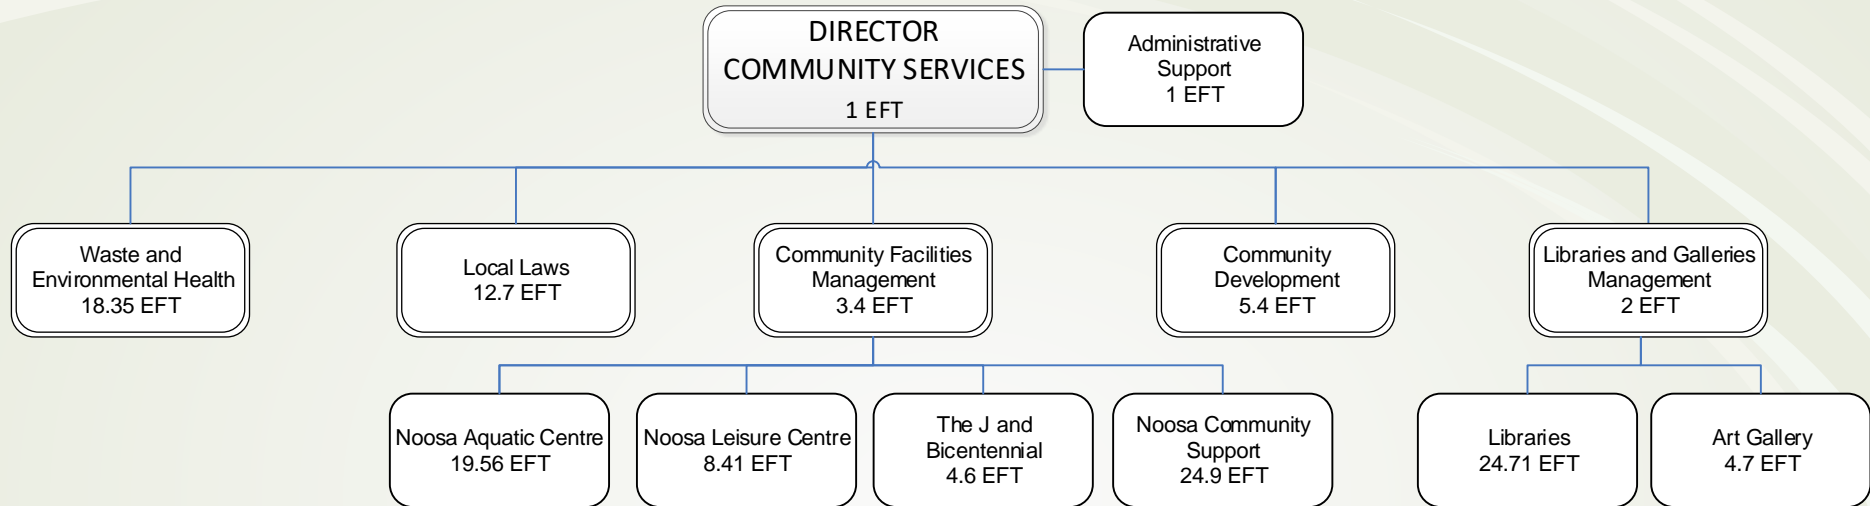 DIRECTOR
COMMUNITY SERVICES
1 EFT
Administrative
Support
1 EFT
Waste and
Environmental Health
18.35 EFT
Local Laws
12.7 EFT
Community Facilities
Management
3.4 EFT
Community
Development
5.4 EFT
Libraries and Galleries
Management
2 EFT
Noosa Aquatic Centre
19.56 EFT
Noosa Leisure Centre
8.41 EFT
The J and
Bicentennial
4.6 EFT
Noosa Community
Support
24.9 EFT
Libraries
24.71 EFT
Art Gallery
4.7 EFT